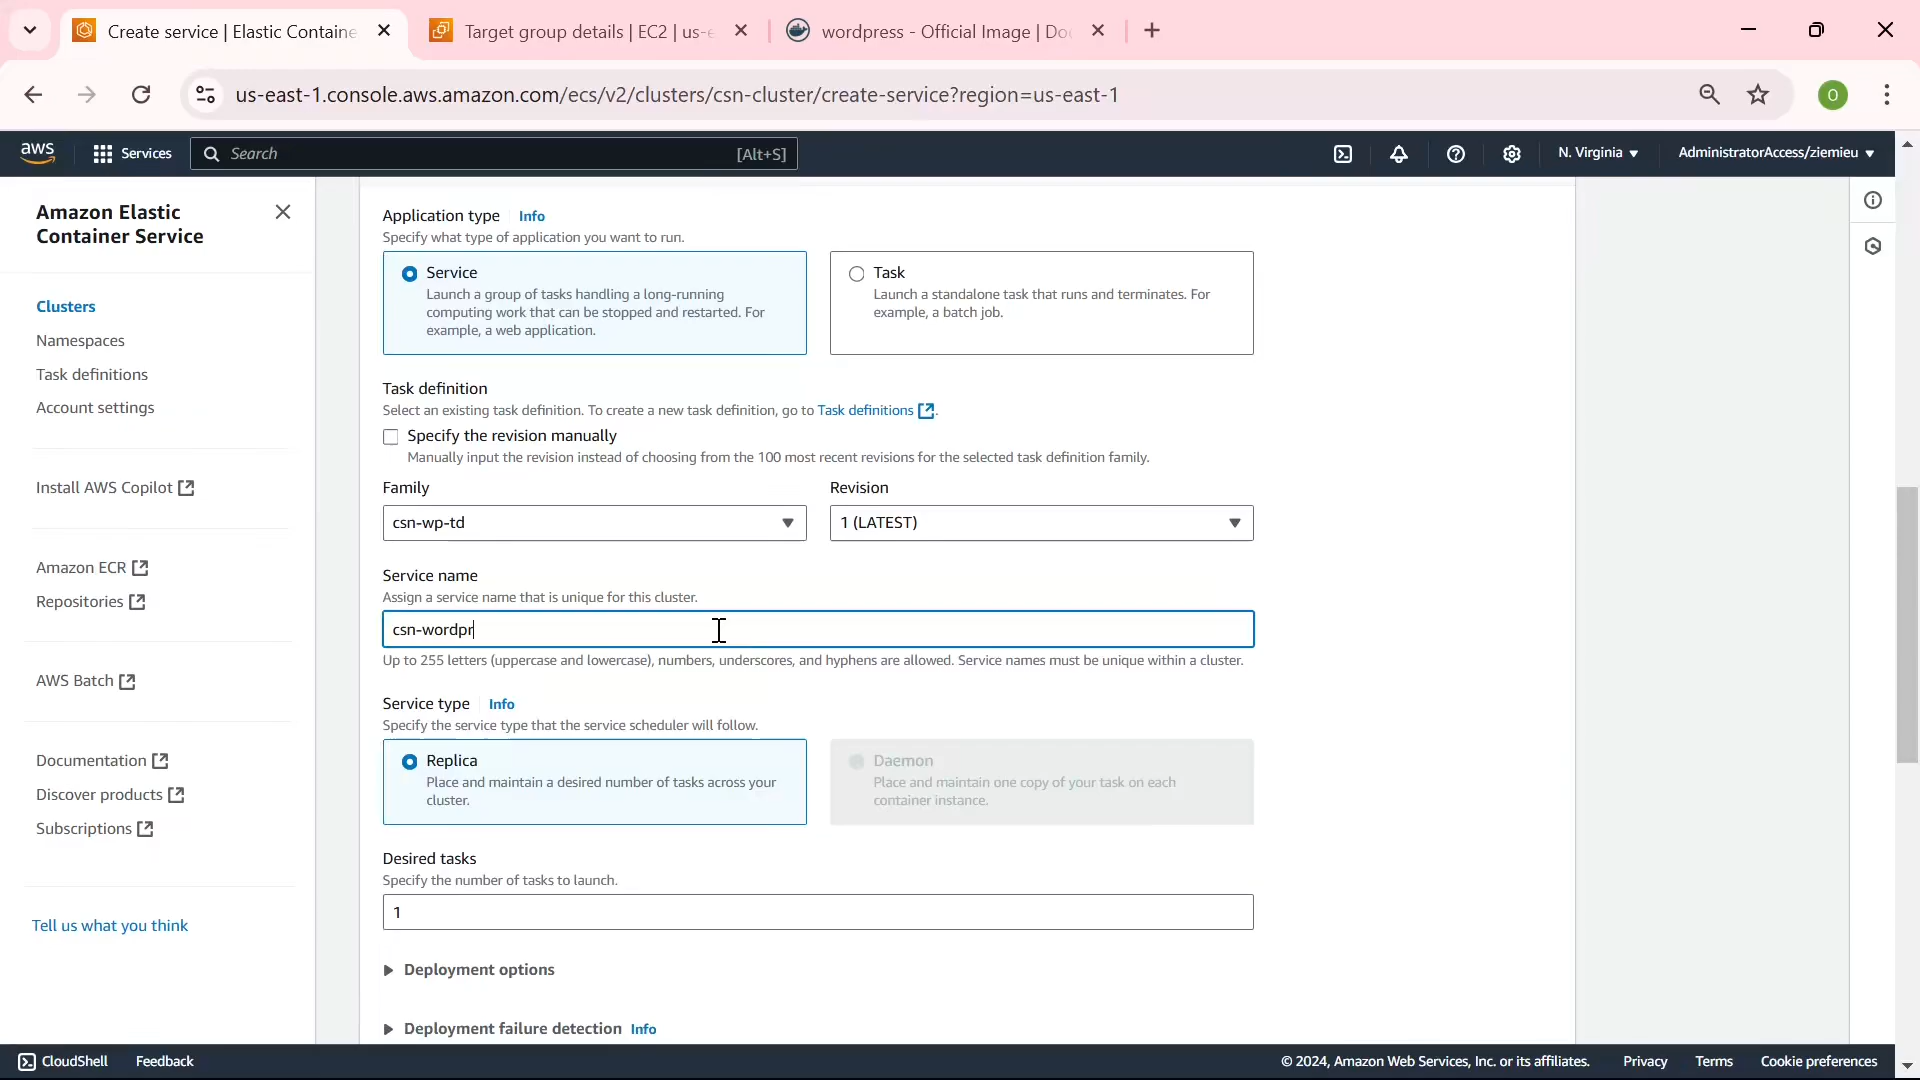 Create service | Elastic Containe
Target group details | EC2 | us-e
wordpress - Official Image | Do
us-east-1.console.aws.amazon.com/ecs/v2/clusters/csn-cluster/create-service?region=us-east-1
O
aws
Services
Search
[Alt+S]
N. Virginia
AdministratorAccess/ziemieu
Amazon Elastic
Container Service
Clusters
Namespaces
Task definitions
Account settings
Install AWS Copilot
Amazon ECR
Repositories
AWS Batch
Documentation
Discover products
Subscriptions
Tell us what you think
Application type Info
Specify what type of application you want to run.
Service
Launch a group of tasks handling a long-running
computing work that can be stopped and restarted. For
example, a web application.
Task
Launch a standalone task that runs and terminates. For
example, a batch job.
Task definition
Select an existing task definition. To create a new task definition, go to Task definitions.
Specify the revision manually
Manually input the revision instead of choosing from the 100 most recent revisions for the selected task definition family.
Family
csn-wp-td
Revision
1 (LATEST)
Service name
Assign a service name that is unique for this cluster.
csn-wordpr
Up to 255 letters (uppercase and lowercase), numbers, underscores, and hyphens are allowed. Service names must be unique within a cluster.
Service type Info
Specify the service type that the service scheduler will follow.
Replica
Place and maintain a desired number of tasks across your
cluster.
Daemon
Place and maintain one copy of your task on each
container instance.
Desired tasks
Specify the number of tasks to launch.
1
Deployment options
Deployment failure detection Info
CloudShell
Feedback
© 2024, Amazon Web Services, Inc. or its affiliates.
Privacy
Terms
Cookie preferences